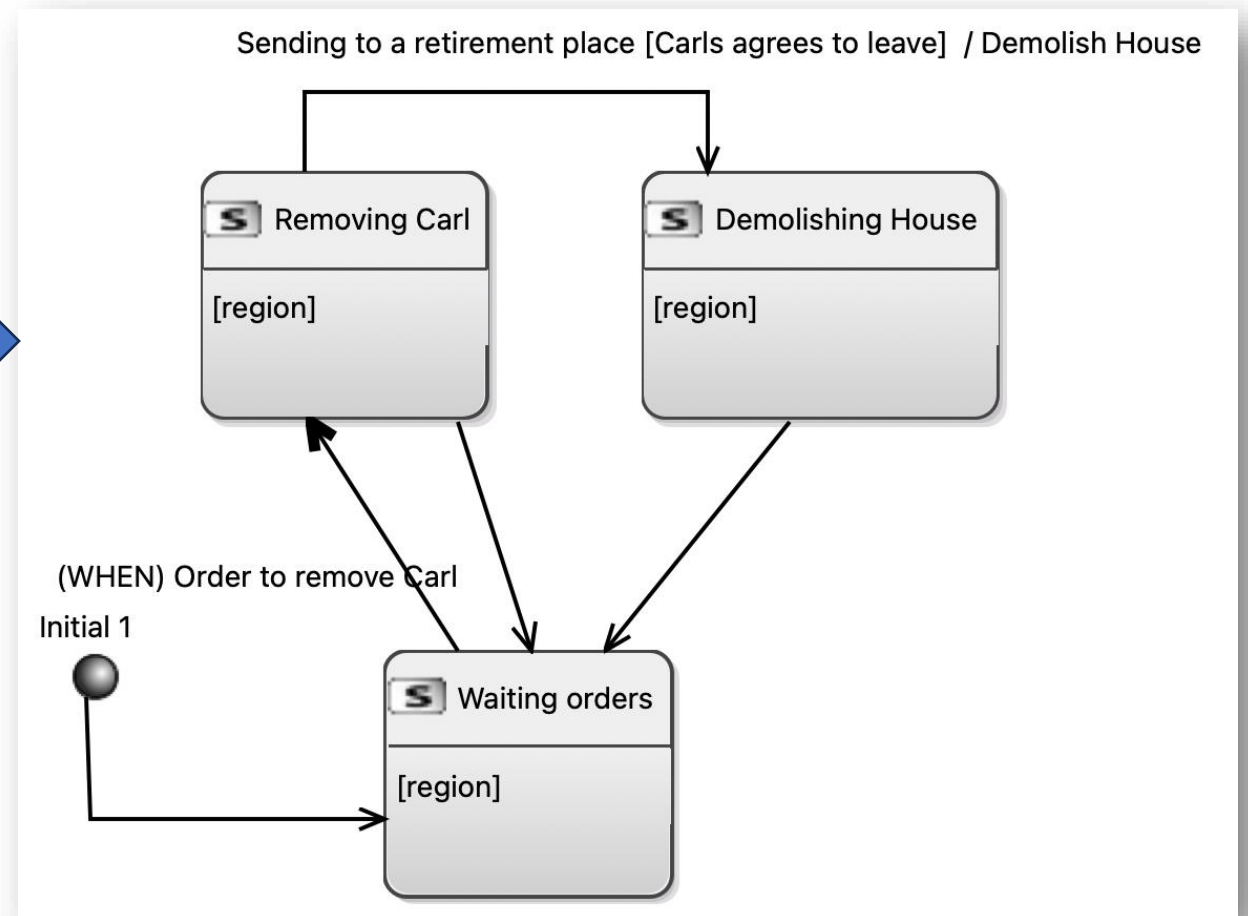 Sending to a retirement place [Carls agrees to leave]  / Demolish House
S Removing Carl
S Demolishing House
[region]
[region]
(WHEN) Order to remove Carl
Initial 1
S Waiting orders
[region]